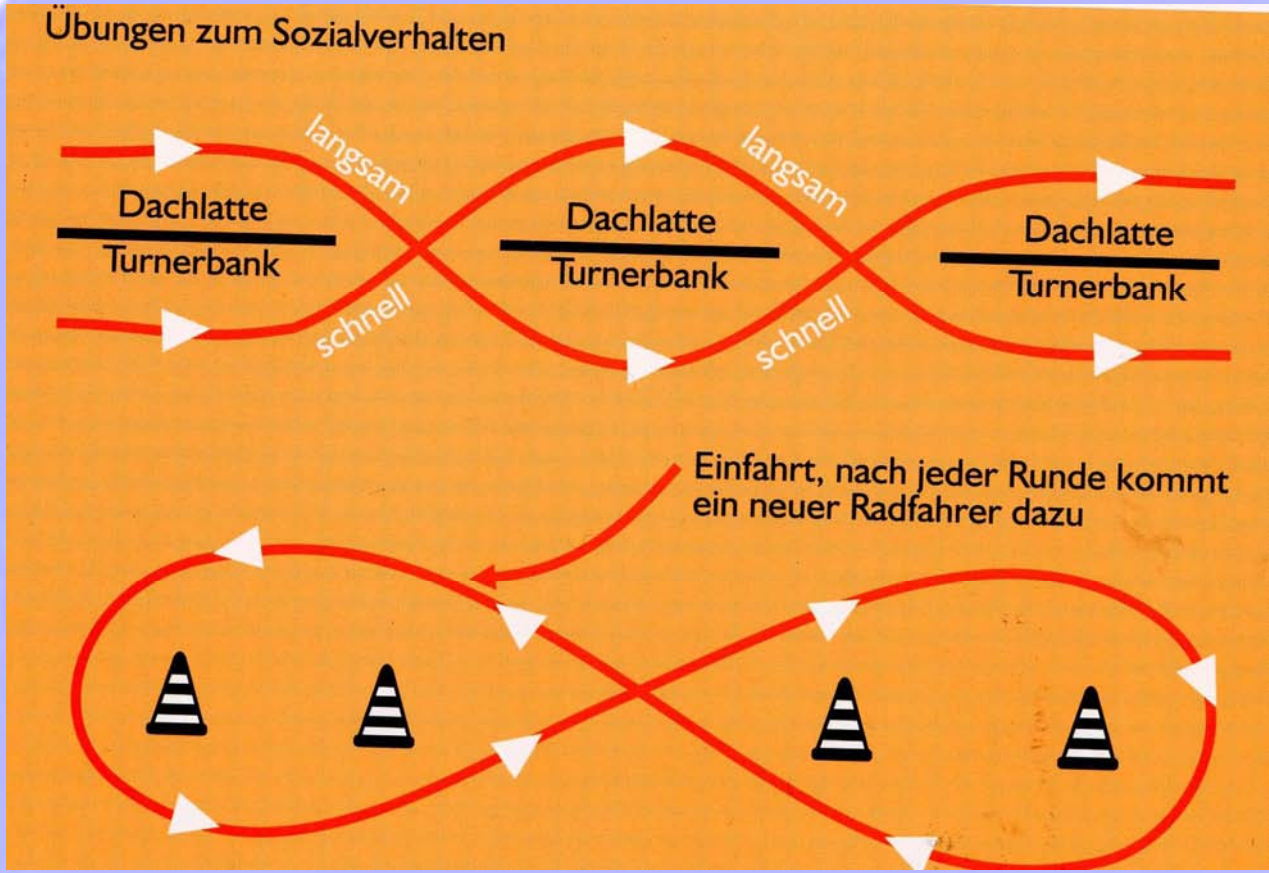 Übungen zum Sozialverhalten
langsam
langsam
Dachlatte
Turnerbank
Dachlatte
Turnerbank
Dachlatte
Turnerbank
schnell
schnell
Einfahrt, nach jeder Runde kommt
ein neuer Radfahrer dazu